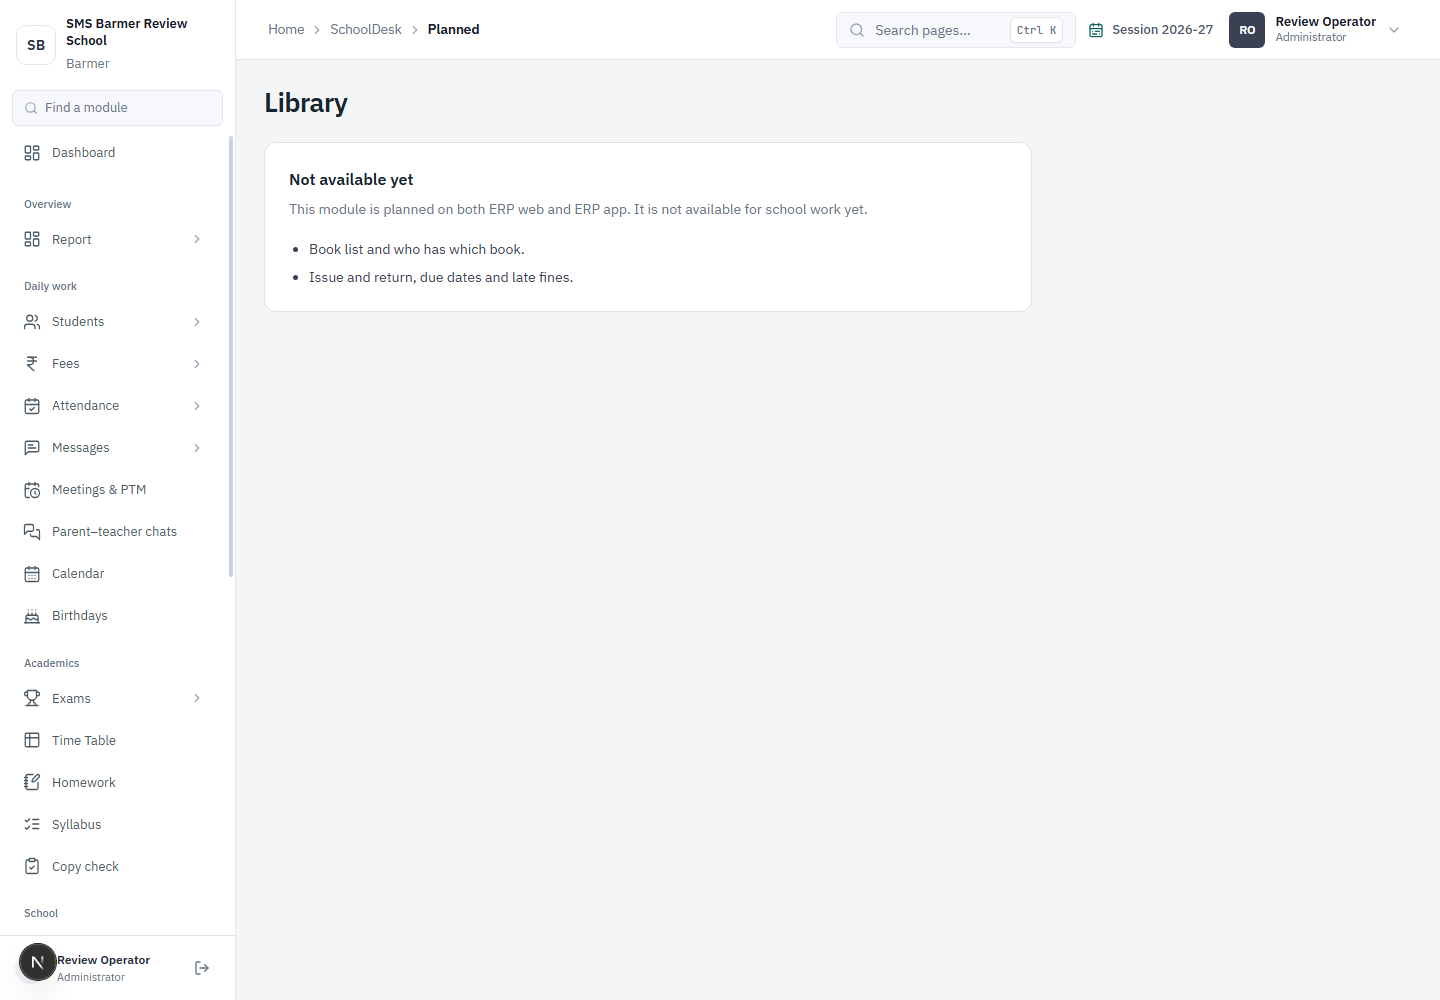 SB
SMS Barmer Review
School
Barmer
Find a module
Dashboard
Overview
Report
Daily work
Students
Fees
Attendance
Messages
Meetings & PTM
Parent–teacher chats
Calendar
Birthdays
Academics
Exams
Time Table
Homework
Syllabus
Copy check
School
N
Review Operator
Administrator
Home
SchoolDesk
Planned
Search pages...
Ctrl K
Session 2026-27
RO
Review Operator
Administrator
Library
Not available yet
This module is planned on both ERP web and ERP app. It is not available for school work yet.
Book list and who has which book.
Issue and return, due dates and late fines.